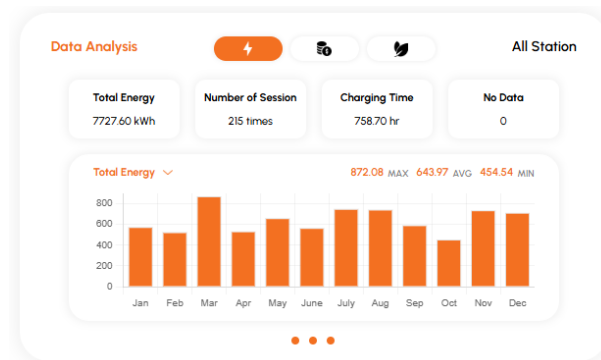 Data Analysis
All Station
Total Energy
7727.60 kWh
Number of Session
215 times
Charging Time
758.70 hr
No Data
0
Total Energy
872.08 MAX 643.97 AVG 454.54 MIN
800
600
400
200
0
Jan Feb Mar Apr May June July Aug Sep Oct Nov Dec